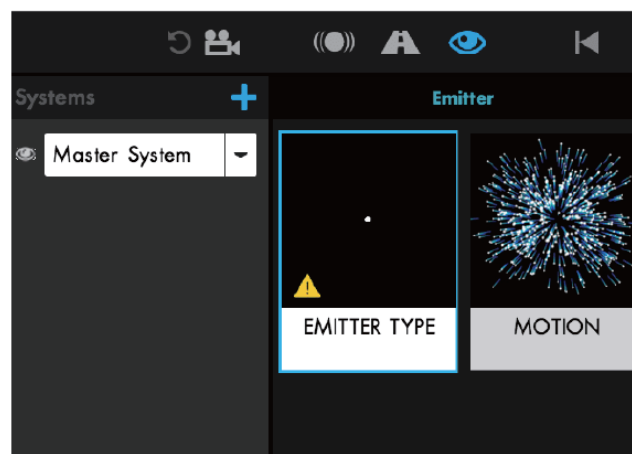 Systems
Emitter
Master System
EMITTER TYPE
MOTION